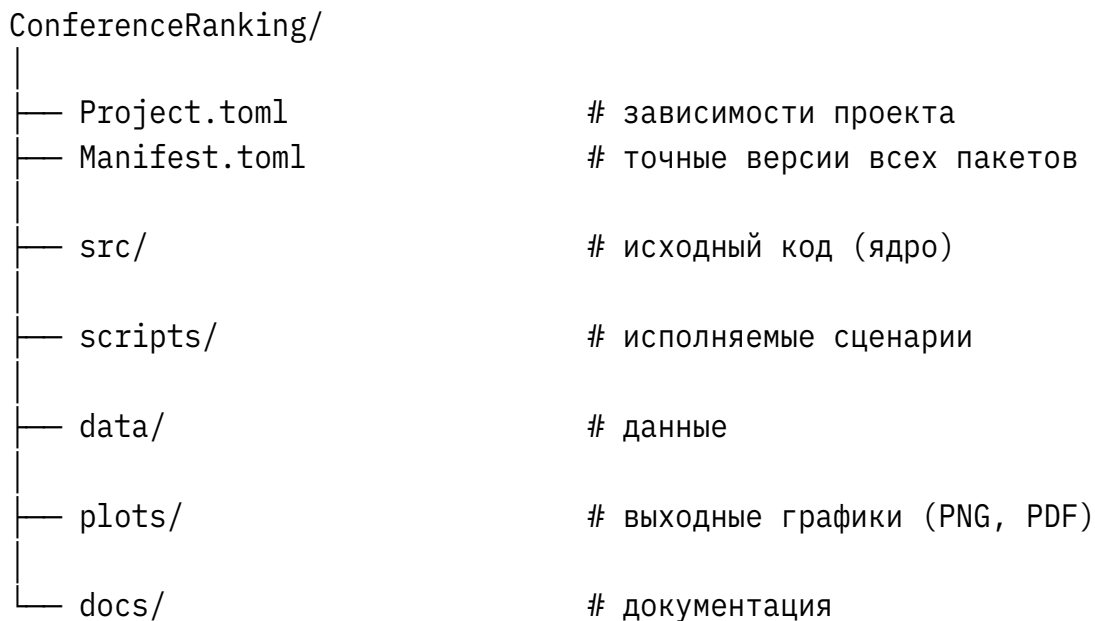 ConferenceRanking/
│
├── Project.toml # зависимости проекта
├── Manifest.toml # точные версии всех пакетов
│
├── src/ # исходный код (ядро)
│
├── scripts/ # исполняемые сценарии
│
├── data/ # данные
│
├── plots/ # выходные графики (PNG, PDF)
│
└── docs/ # документация